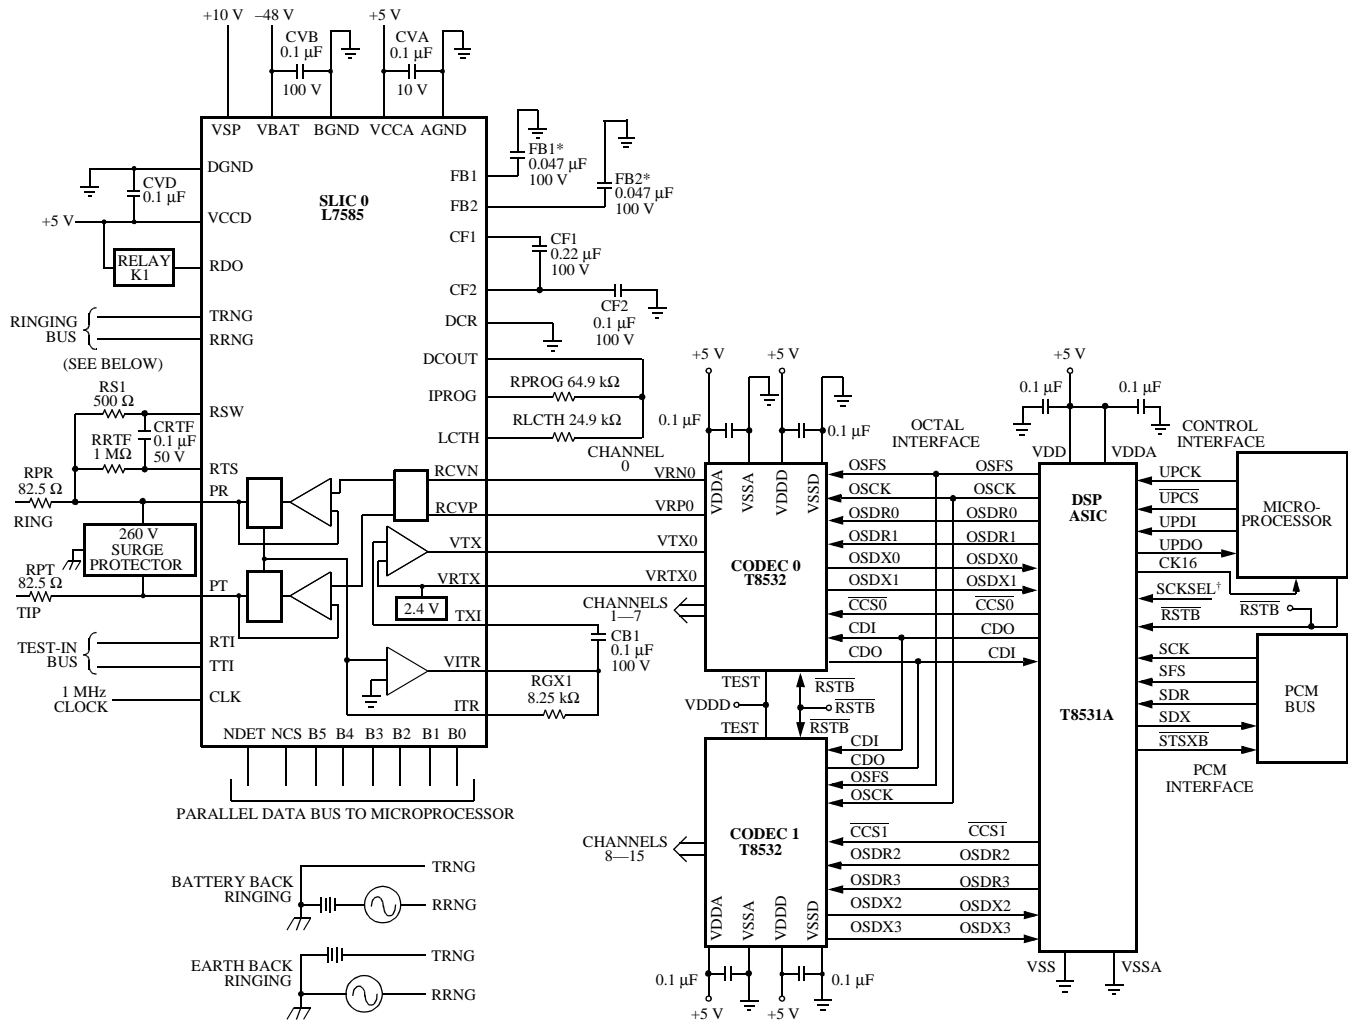 +10 V
–48 V
+5 V
CVB
0.1 µF
100 V
CVA
0.1 µF
10 V
VSP
VBAT
BGND
VCCA
AGND
DGND
CVD
0.1 µF
+5 V
VCCD
RELAY
K1
RDO
SLIC 0
L7585
FB1
FB1*
0.047 µF
100 V
FB2
FB2*
0.047 µF
100 V
CF1
CF1
0.22 µF
100 V
CF2
CF2
0.1 µF
100 V
DCR
RINGING
BUS
TRNG
RRNG
(SEE BELOW)
DCOUT
IPROG
RPROG 64.9 kΩ
LCTH
RLCTH 24.9 kΩ
RS1
500 Ω
RSW
CRTF
0.1 µF
50 V
RRTF
1 MΩ
RTS
RPR
82.5 Ω
RING
PR
260 V
SURGE
PROTECTOR
RPT
82.5 Ω
TIP
PT
RCVN
RCVP
VTX
VRTX
2.4 V
TXI
VITR
ITR
CB1
0.1 µF
100 V
RGX1
8.25 kΩ
TEST-IN
BUS
RTI
TTI
1 MHz
CLOCK
CLK
NDET
NCS
B5
B4
B3
B2
B1
B0
PARALLEL DATA BUS TO MICROPROCESSOR
BATTERY BACK
RINGING
TRNG
RRNG
EARTH BACK
RINGING
TRNG
RRNG
CHANNEL
0
VRN0
VRP0
VTX0
VRTX0
CHANNELS
1—7
+5 V
+5 V
0.1 µF
0.1 µF
VDDA
VSSA
VDDD
VSSD
CODEC 0
T8532
OCTAL
INTERFACE
OSFS
OSFS
OSCK
OSCK
OSDR0
OSDR0
OSDR1
OSDR1
OSDX0
OSDX0
OSDX1
OSDX1
CCS0
CCS0
CDI
CDO
CDO
CDI
TEST
VDDD
TEST
RSTB
RSTB
RSTB
CDI
CDO
OSFS
OSCK
CHANNELS
8—15
CODEC 1
T8532
CCS1
CCS1
OSDR2
OSDR2
OSDR3
OSDR3
OSDX2
OSDX2
OSDX3
OSDX3
VDDA
VSSA
VDDD
VSSD
0.1 µF
0.1 µF
+5 V
+5 V
+5 V
0.1 µF
0.1 µF
VDD
VDDA
DSP
ASIC
T8531A
VSS
VSSA
CONTROL
INTERFACE
UPCK
UPCS
UPDI
UPDO
CK16
SCKSEL†
RSTB
RSTB
MICRO-
PROCESSOR
SCK
SFS
SDR
SDX
STSXB
PCM
BUS
PCM
INTERFACE